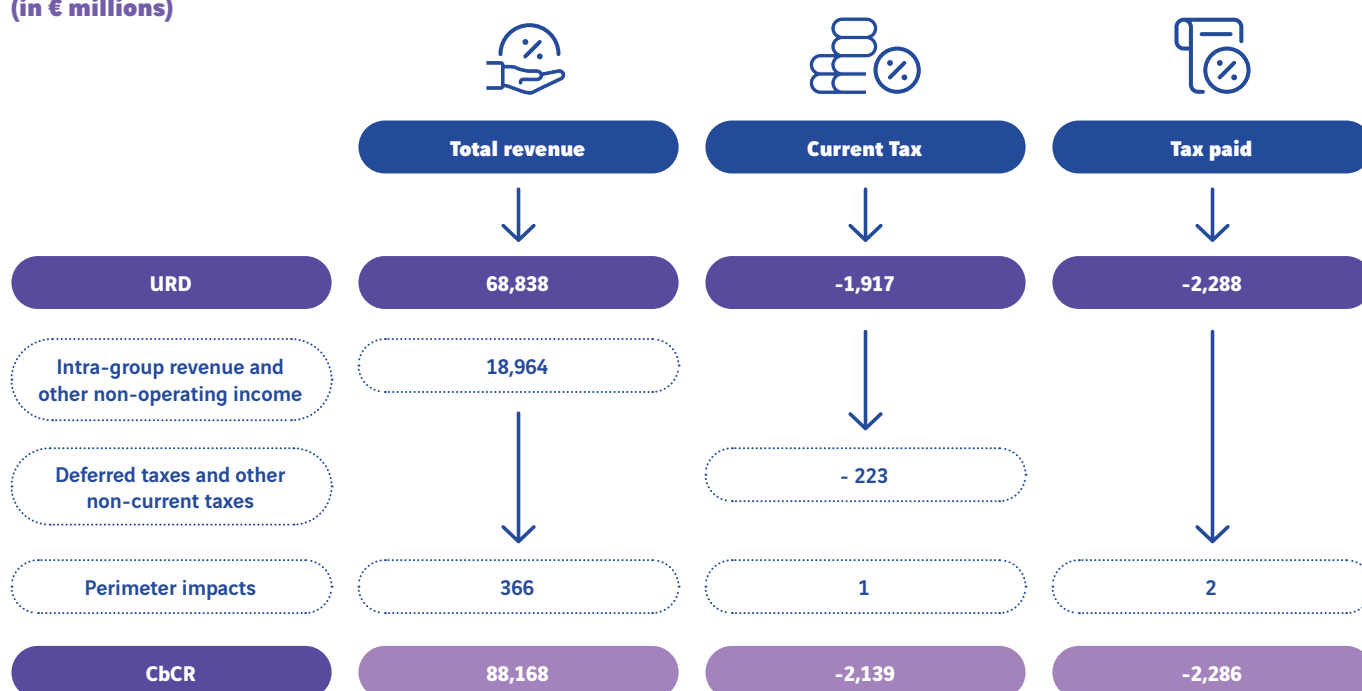 (in € millions)
Total revenue
Current Tax
Tax paid
URD
68,838
-1,917
-2,288
Intra-group revenue and
other non-operating income
18,964
Deferred taxes and other
non-current taxes
- 223
Perimeter impacts
366
1
2
CbCR
88,168
-2,139
-2,286